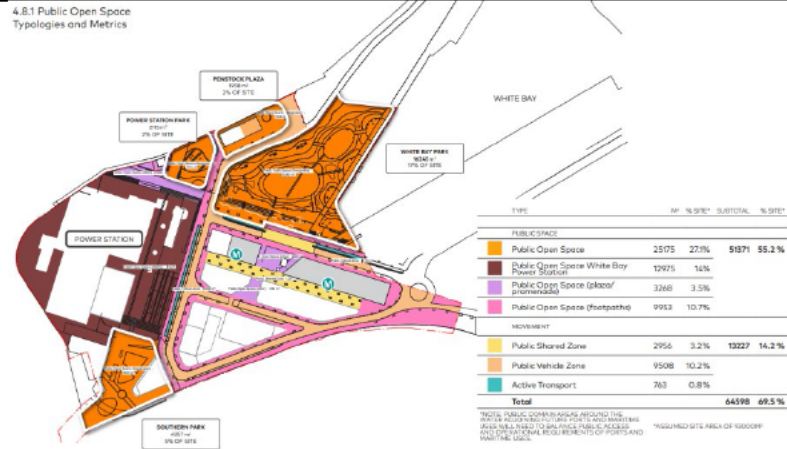 4.8.1 Public Open Space
Typologies and Metrics
PENSTOCK PLAZA
2% OF SITE
POWER STATION PARK
2% OF SITE
WHITE BAY
WHITE BAY PARK
17% OF SITE
POWER STATION
M
M
SOUTHERN PARK
5% OF SITE
TYPE M² % SITE* SUBTOTAL % SITE*
PUBLIC SPACE
Public Open Space 25175 27.1% 51371 55.2%
Public Open Space White Bay
Power Station 12975 14%
Public Open Space (plaza/
promenade) 3268 3.5%
Public Open Space (footpaths) 9953 10.7%
MOVEMENT
Public Shared Zone 2956 3.2% 13227 14.2%
Public Vehicle Zone 9508 10.2%
Active Transport 763 0.8%
Total 64598 69.5%
*NOTE: PUBLIC DOMAIN AREAS AROUND THE
WATER ADJOINING FUTURE PORTS AND MARITIME
USES WILL NEED TO BALANCE PUBLIC ACCESS
AND OPERATIONAL REQUIREMENTS OF PORTS AND
MARITIME USES.
*ASSUMED SITE AREA OF 93000M²